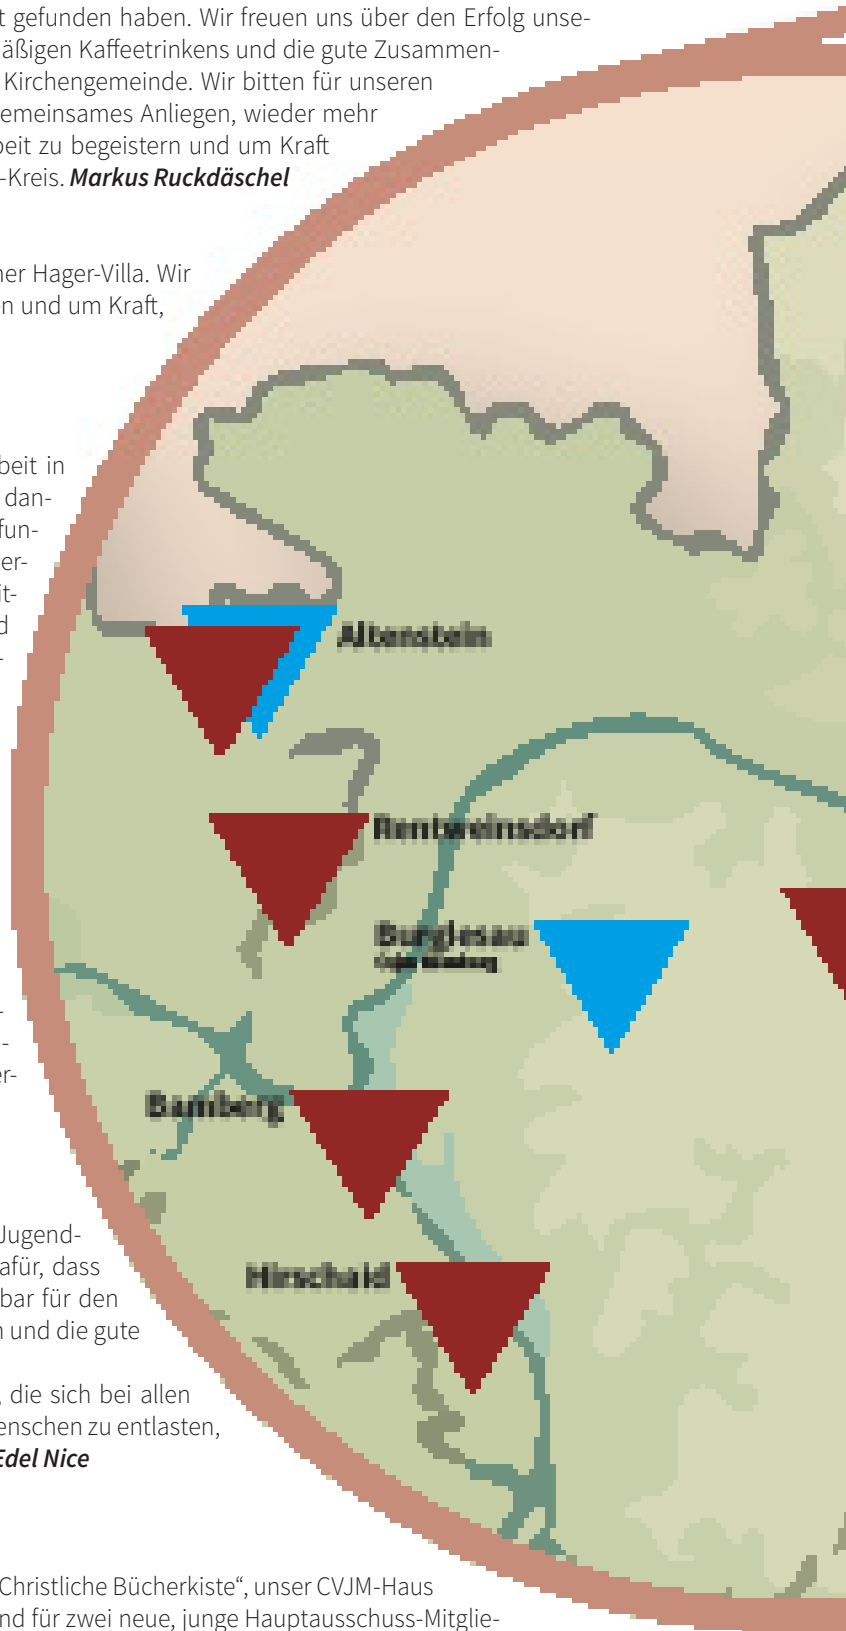 t gefunden haben. Wir freuen uns über den Erfolg unse-
äßigen Kaffeetrinkens und die gute Zusammen-
Kirchengemeinde. Wir bitten für unseren
emeinsames Anliegen, wieder mehr
beit zu begeistern und um Kraft
-Kreis. Markus Ruckdäschel
ner Hager-Villa. Wir
n und um Kraft,
beit in
dan-
fun-
er-
it-
d
-
Altenstein
Rentweinsdorf
Burglesau
-
-
er-
Bamberg
Jugend-
afür, dass
bar für den
n und die gute
Hirschaid
, die sich bei allen
enschen zu entlasten,
Edel Nice
Christliche Bücherkiste“, unser CVJM-Haus
nd für zwei neue, junge Hauptausschuss-Mitglie-